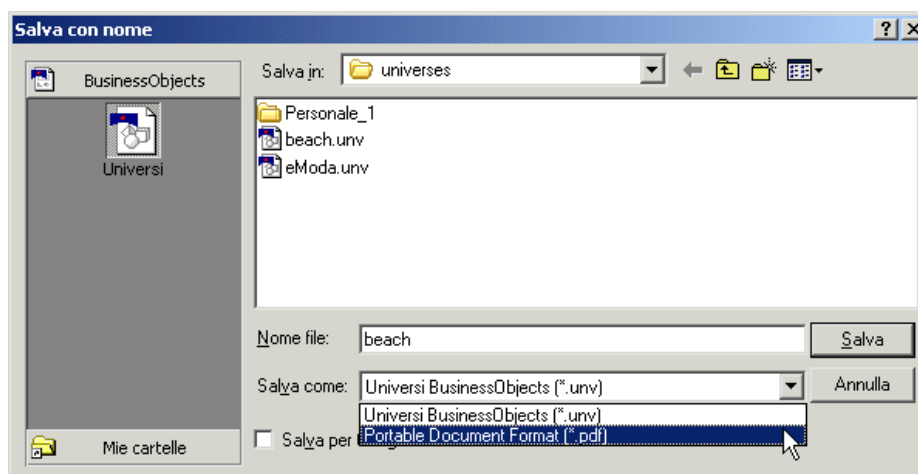 Salva con nome
BusinessObjects
Salva in: universes
Universi
Personale_1
beach.unv
eModa.unv
Nome file: beach
Salva
Salva come: Universi BusinessObjects (*.unv)
Annulla
Universi BusinessObjects (*.unv)
Portable Document Format (*.pdf)
Salva per
Mie cartelle